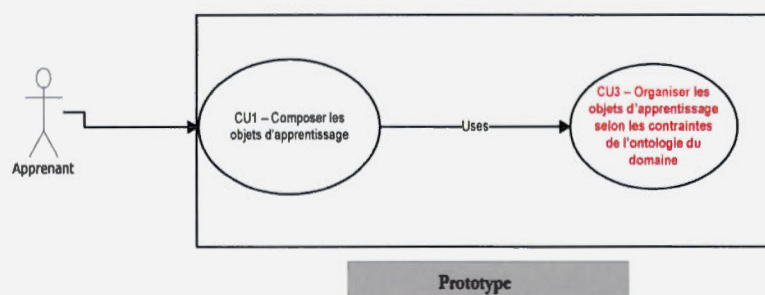 Apprenant
CU1 – Composer les
objets d'apprentissage
Uses
CU3 – Organiser les
objets d'apprentissage
selon les contraintes
de l'ontologie du
domaine
Prototype